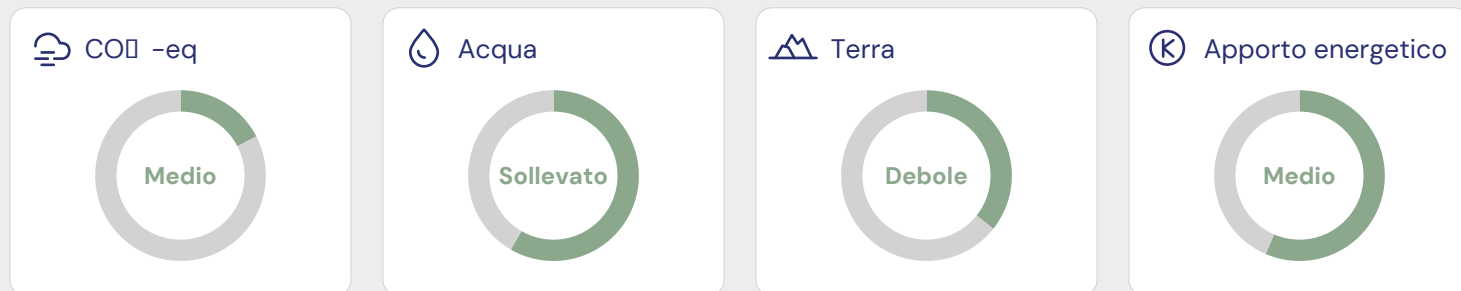 CO▯ -eq
Medio
Acqua
Sollevato
Terra
Debole
Apporto energetico
Medio